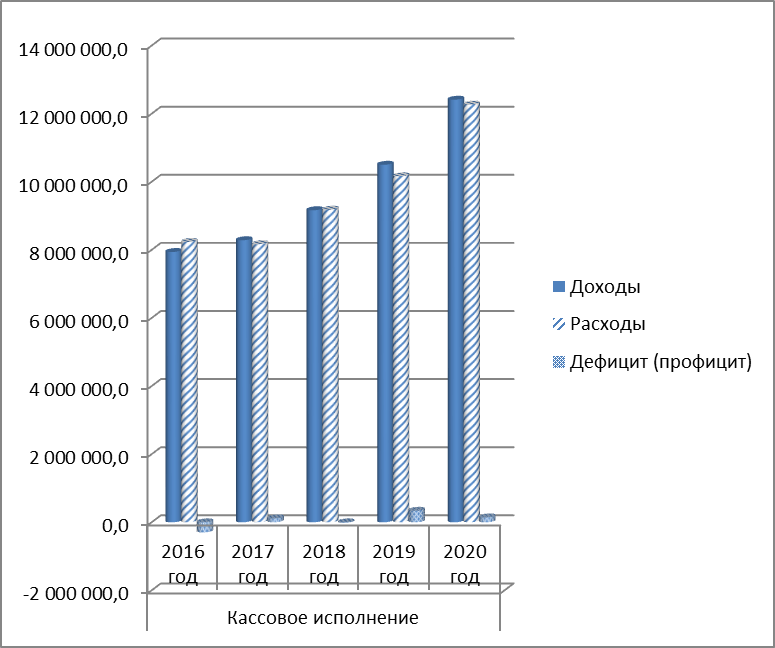 14 000 000,0
12 000 000,0
10 000 000,0
8 000 000,0
6 000 000,0
4 000 000,0
2 000 000,0
0,0
-2 000 000,0
2016 год
2017 год
2018 год
2019 год
2020 год
Кассовое исполнение
Доходы
Расходы
Дефицит (профицит)